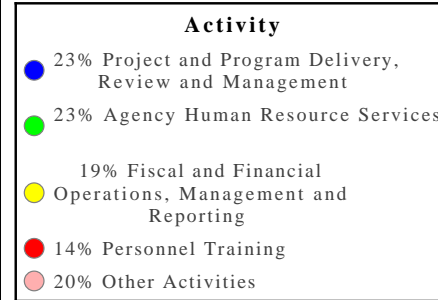 Activity
23% Project and Program Delivery,
Review and Management
23% Agency Human Resource Services
19% Fiscal and Financial
Operations, Management and
Reporting
14% Personnel Training
20% Other Activities